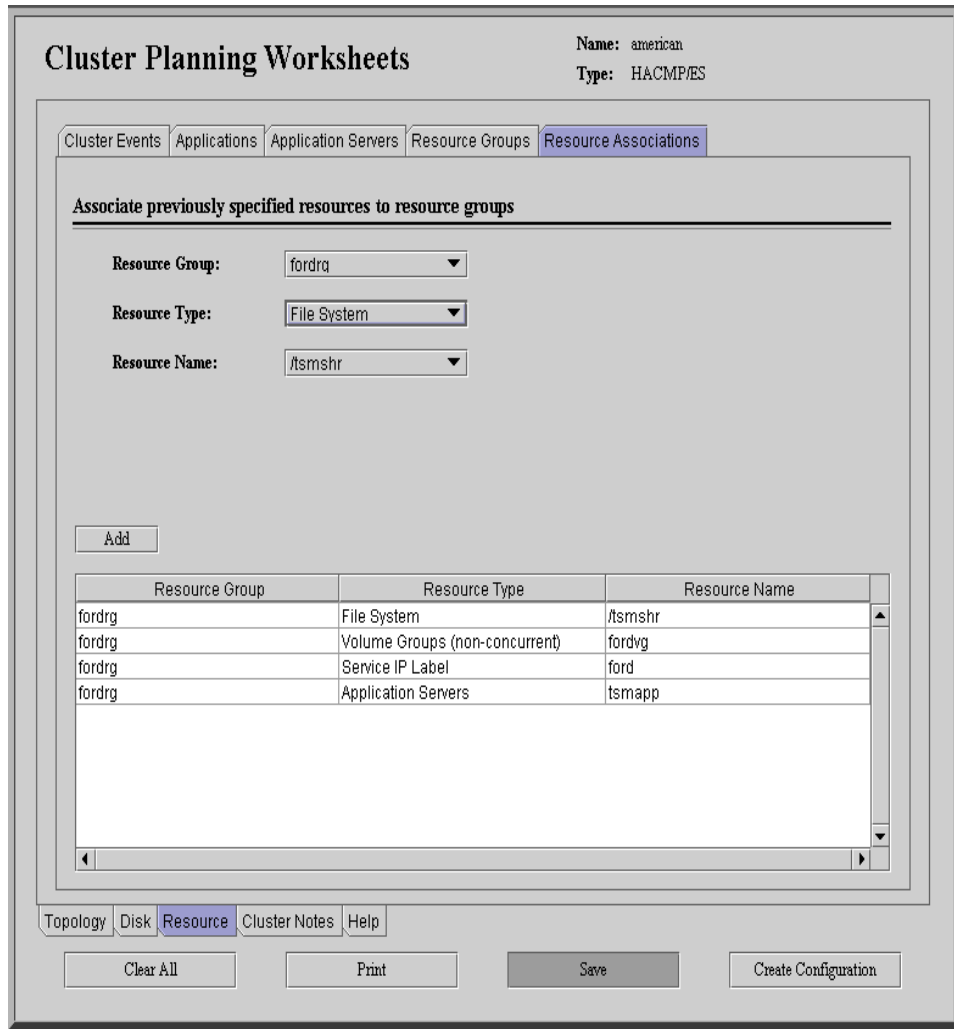 Cluster Planning Worksheets
Name: american
Type: HACMP/ES
Cluster Events Applications Application Servers Resource Groups Resource Associations
Associate previously specified resources to resource groups
Resource Group: fordrg
Resource Type: File System
Resource Name: /tsmshr
Add
Resource Group Resource Type Resource Name
fordrg File System /tsmshr
fordrg Volume Groups (non-concurrent) fordvg
fordrg Service IP Label ford
fordrg Application Servers tsmapp
Topology Disk Resource Cluster Notes Help
Clear All Print Save Create Configuration